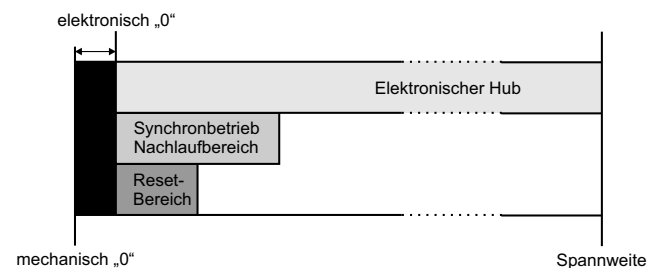 elektronisch „0“
Elektronischer Hub
Synchronbetrieb
Nachlaufbereich
Reset-
Bereich
mechanisch „0“
Spannweite